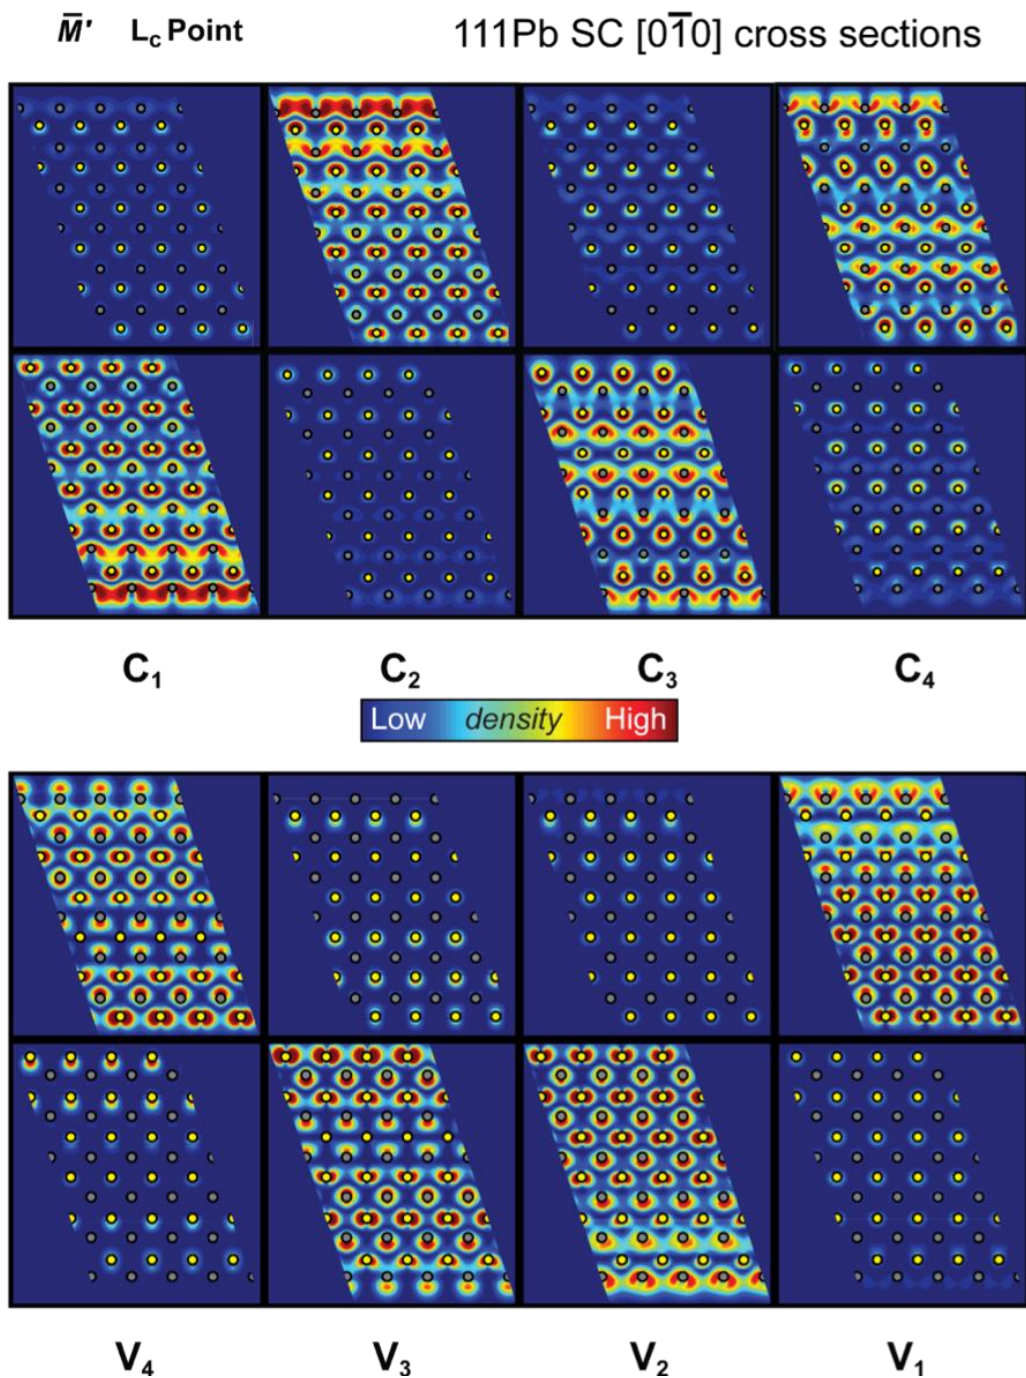 M̅′ L_c Point 111Pb SC [01̅0] cross sections
C₁ C₂ C₃ C₄
Low density High
V₄ V₃ V₂ V₁